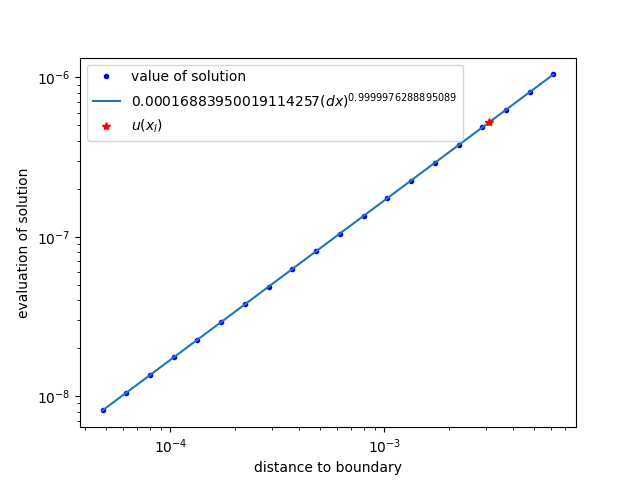 value of solution
0.00016883950019114257(dx)^0.9999976288895089
u(x_l)
10^-6
10^-7
10^-8
evaluation of solution
10^-4
10^-3
distance to boundary